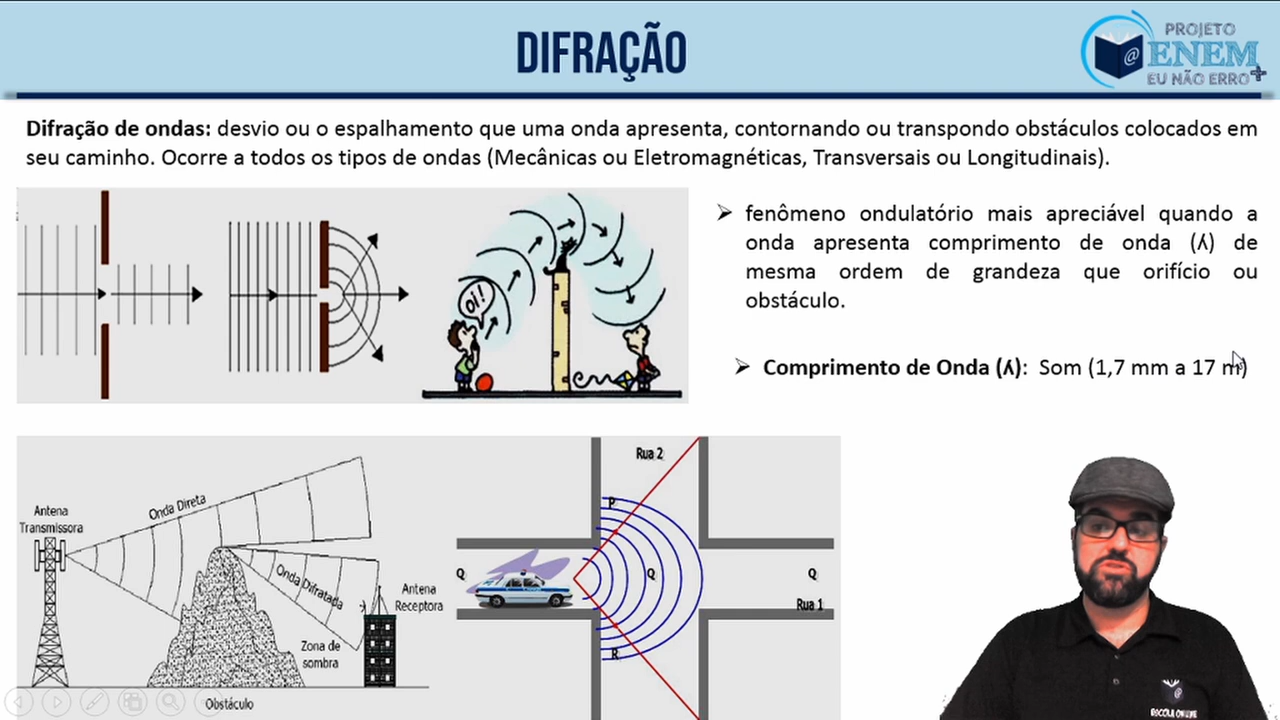 DIFRAÇÃO
PROJETO
@ENEM+
EU NÃO ERRO
Difração de ondas: desvio ou o espalhamento que uma onda apresenta, contornando ou transpondo obstáculos colocados em
seu caminho. Ocorre a todos os tipos de ondas (Mecânicas ou Eletromagnéticas, Transversais ou Longitudinais).
➢ fenômeno ondulatório mais apreciável quando a
onda apresenta comprimento de onda (ʎ) de
mesma ordem de grandeza que orifício ou
obstáculo.
➢ Comprimento de Onda (ʎ): Som (1,7 mm a 17 m)
OI!
Antena
Transmissora
Onda Direta
Onda Difratada
Antena
Receptora
Zona de
sombra
Obstáculo
Rua 2
P
Q
Q
Q
Rua 1
R
@
ESCOLA ONLINE